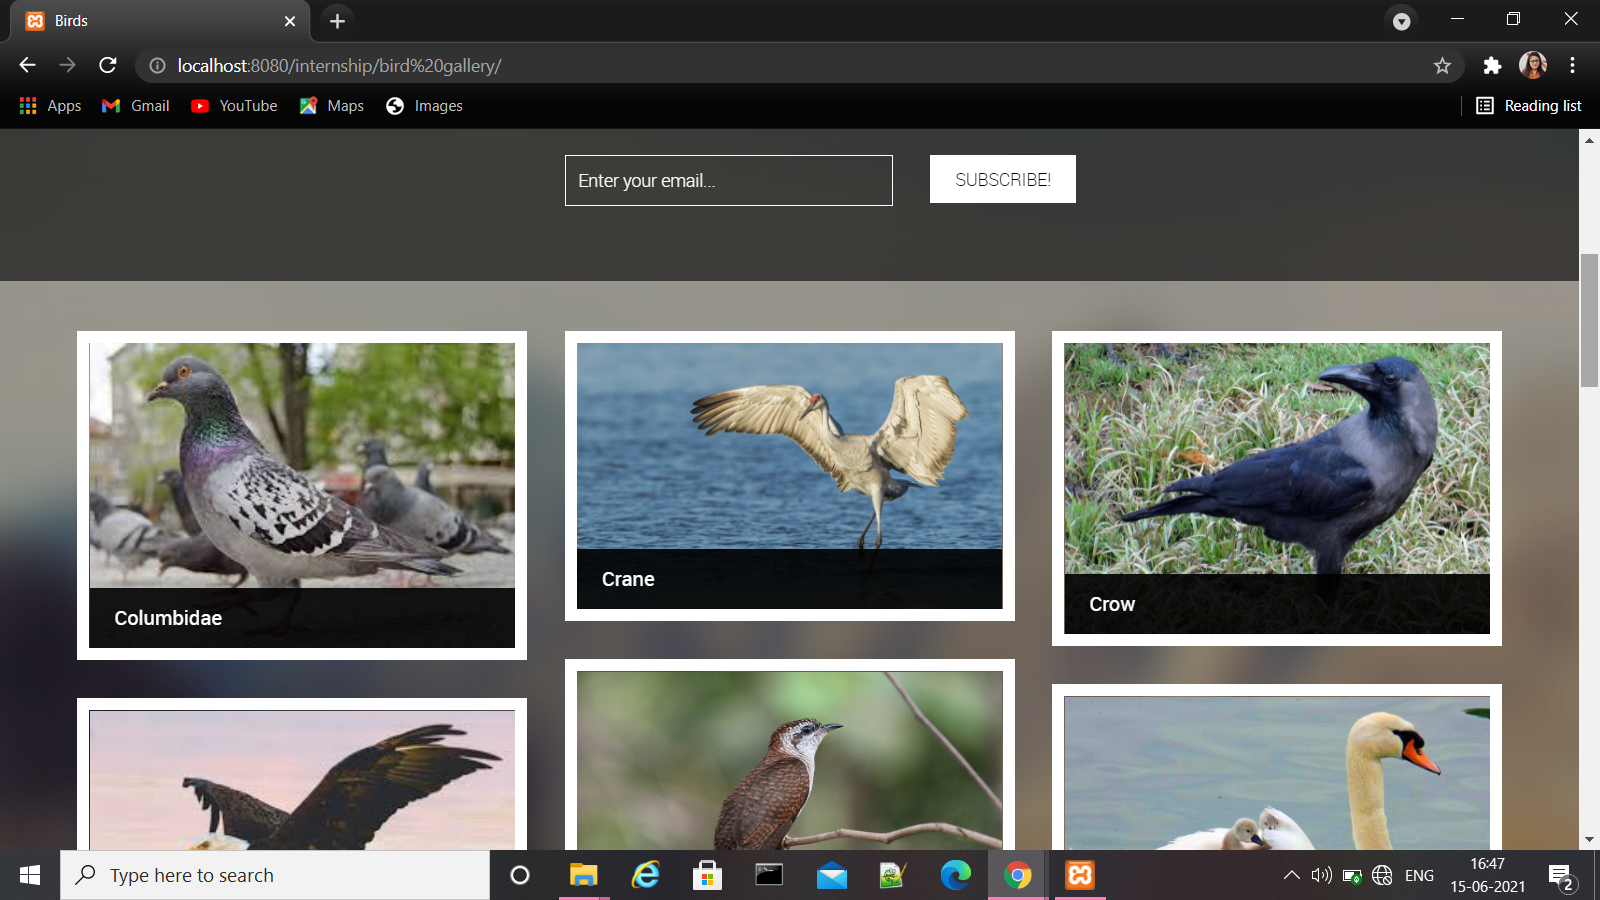 Birds
localhost:8080/internship/bird%20gallery/
Apps Gmail YouTube Maps Images Reading list
Enter your email... SUBSCRIBE!
Columbidae
Crane
Crow
Type here to search
ENG
16:47
15-06-2021
2